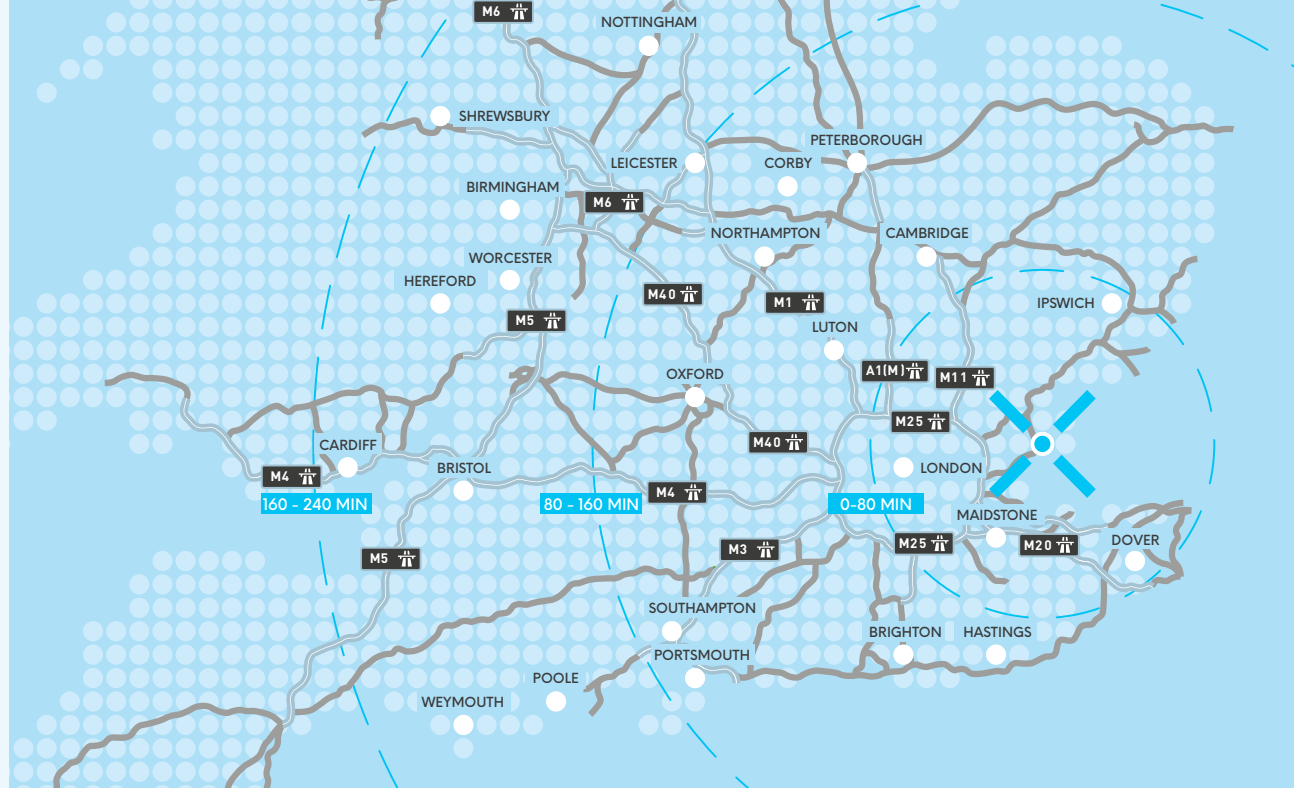 M6
NOTTINGHAM
SHREWSBURY
PETERBOROUGH
LEICESTER
CORBY
BIRMINGHAM
M6
NORTHAMPTON
CAMBRIDGE
WORCESTER
HEREFORD
M40
M1
IPSWICH
M5
LUTON
A1(M)
M11
OXFORD
M25
CARDIFF
M40
BRISTOL
LONDON
M4
M4
160 - 240 MIN
80 - 160 MIN
0-80 MIN
MAIDSTONE
M5
M3
M25
M20
DOVER
SOUTHAMPTON
BRIGHTON
HASTINGS
PORTSMOUTH
POOLE
WEYMOUTH